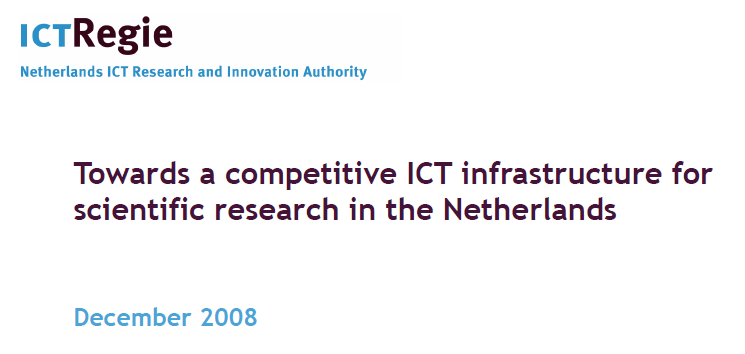 ICTRegie
Netherlands ICT Research and Innovation Authority
Towards a competitive ICT infrastructure for
scientific research in the Netherlands
December 2008